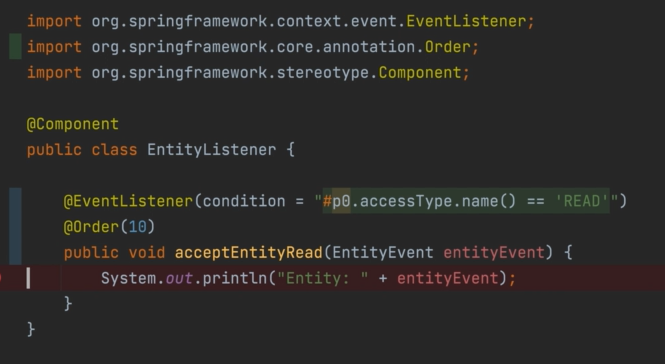 import org.springframework.context.event.EventListener;
import org.springframework.core.annotation.Order;
import org.springframework.stereotype.Component;
@Component
public class EntityListener {
@EventListener(condition = "#p0.accessType.name() == 'READ'")
@Order(10)
public void acceptEntityRead(EntityEvent entityEvent) {
System.out.println("Entity: " + entityEvent);
}
}